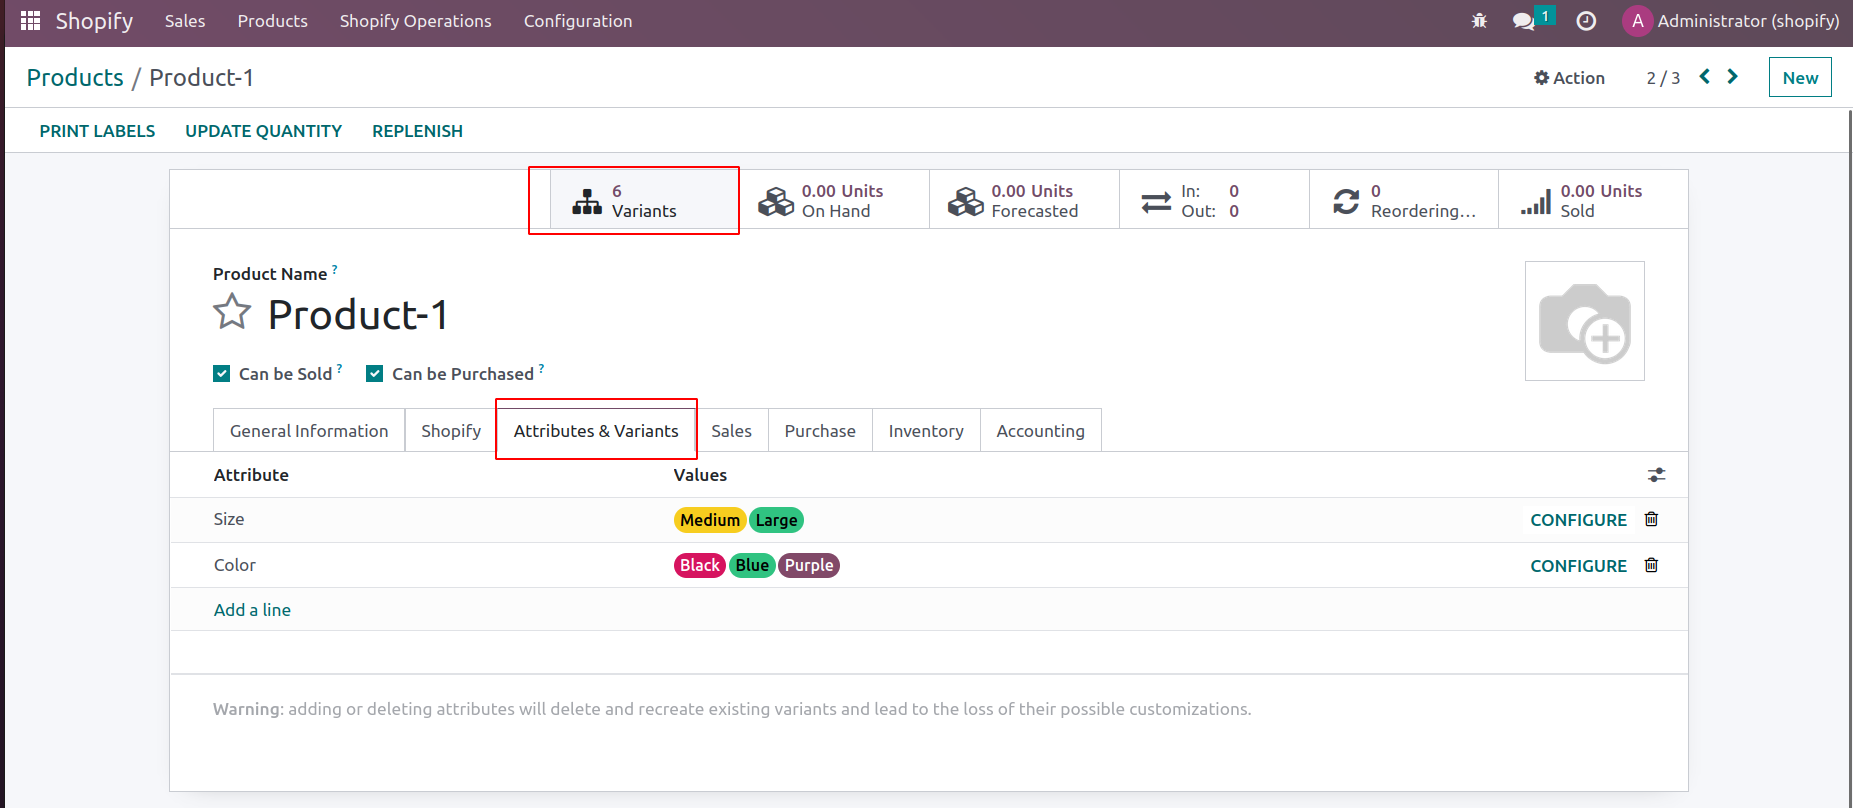 Shopify Sales Products Shopify Operations Configuration 1 A Administrator (shopify)
Products / Product-1 Action 2 / 3 New
PRINT LABELS UPDATE QUANTITY REPLENISH
6 0.00 Units 0.00 Units In: 0 0 0.00 Units
Variants On Hand Forecasted Out: 0 Reordering... Sold
Product Name ?
Product-1
Can be Sold ? Can be Purchased ?
General Information Shopify Attributes & Variants Sales Purchase Inventory Accounting
Attribute Values
Size Medium Large CONFIGURE
Color Black Blue Purple CONFIGURE
Add a line
Warning: adding or deleting attributes will delete and recreate existing variants and lead to the loss of their possible customizations.